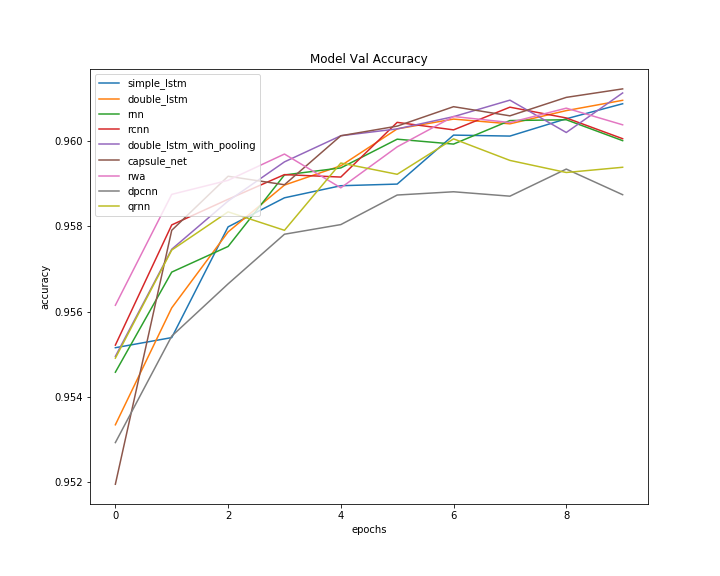 Model Val Accuracy
simple_lstm
double_lstm
rnn
rcnn
double_lstm_with_pooling
capsule_net
rwa
dpcnn
qrnn
0.960
0.958
0.956
0.954
0.952
accuracy
0 2 4 6 8
epochs